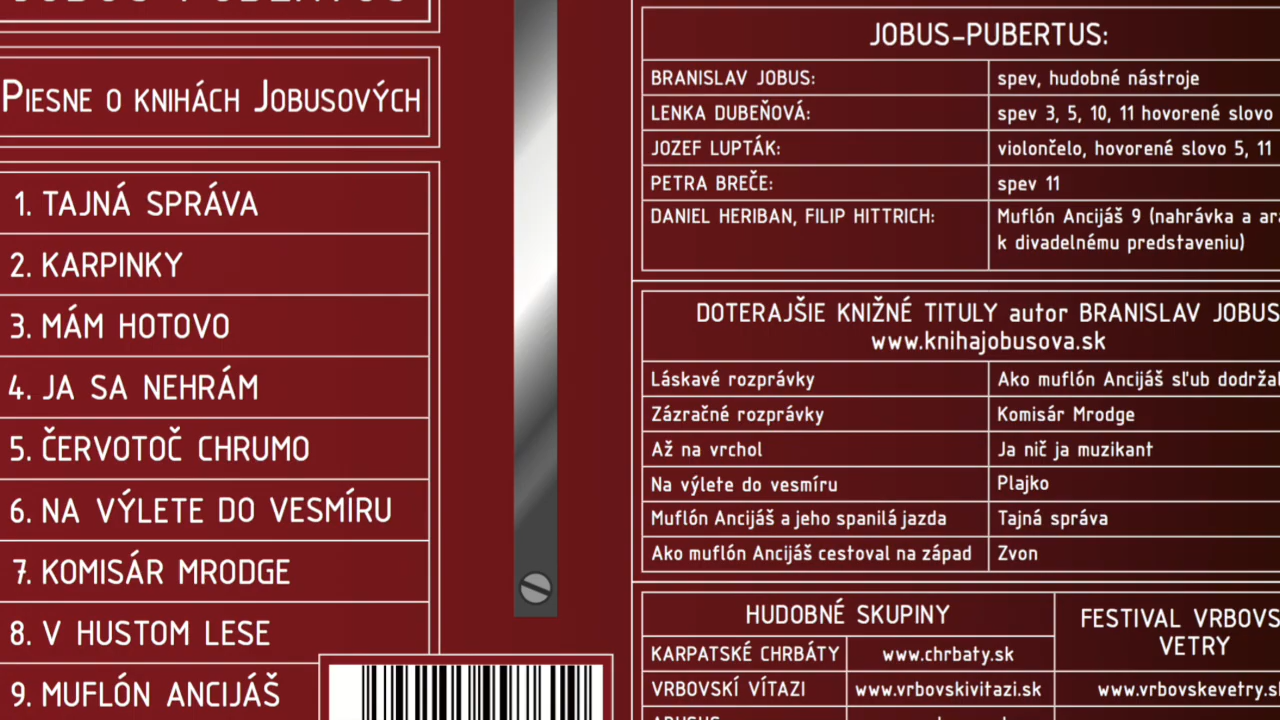 Piesne o knihách Jobusových
1. TAJNÁ SPRÁVA
2. KARPINKY
3. MÁM HOTOVO
4. JA SA NEHRÁM
5. ČERVOTOČ CHRUMO
6. NA VÝLETE DO VESMÍRU
7. KOMISÁR MRODGE
8. V HUSTOM LESE
9. MUFLÓN ANCIJÁŠ
JOBUS-PUBERTUS:
BRANISLAV JOBUS: spev, hudobné nástroje
LENKA DUBEŇOVÁ: spev 3, 5, 10, 11 hovorené slovo
JOZEF LUPTÁK: violončelo, hovorené slovo 5, 11
PETRA BREČE: spev 11
DANIEL HERIBAN, FILIP HITTRICH: Muflón Ancijáš 9 (nahrávka a
k divadelnému predstaveniu)
DOTERAJŠIE KNIŽNÉ TITULY autor BRANISLAV JOBUS
www.knihajobusova.sk
Láskavé rozprávky Ako muflón Ancijáš sľub
Zázračné rozprávky Komisár Mrodge
Až na vrchol Ja nič ja muzikant
Na výlete do vesmíru Plajko
Muflón Ancijáš a jeho spanilá jazda Tajná správa
Ako muflón Ancijáš cestoval na západ Zvon
HUDOBNÉ SKUPINY
KARPATSKÉ CHRBÁTY www.chrbaty.sk
VRBOVSKÍ VÍTAZI www.vrbovskivitazi.sk
FESTIVAL
VETRY
www.vrbovskevetry.sk